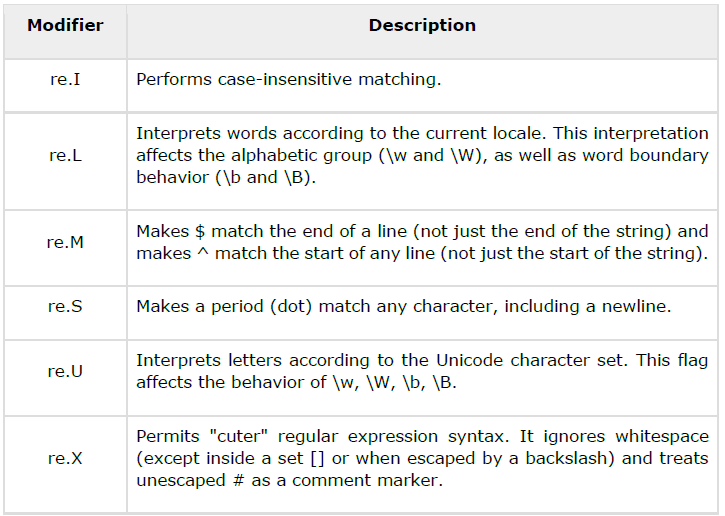 Modifier Description
re.I Performs case-insensitive matching.
Interprets words according to the current locale. This interpretation
re.L affects the alphabetic group (\w and \W), as well as word boundary
behavior (\b and \B).
re.M Makes $ match the end of a line (not just the end of the string) and
makes ^ match the start of any line (not just the start of the string).
re.S Makes a period (dot) match any character, including a newline.
re.U Interprets letters according to the Unicode character set. This flag
affects the behavior of \w, \W, \b, \B.
Permits "cuter" regular expression syntax. It ignores whitespace
re.X (except inside a set [] or when escaped by a backslash) and treats
unescaped # as a comment marker.